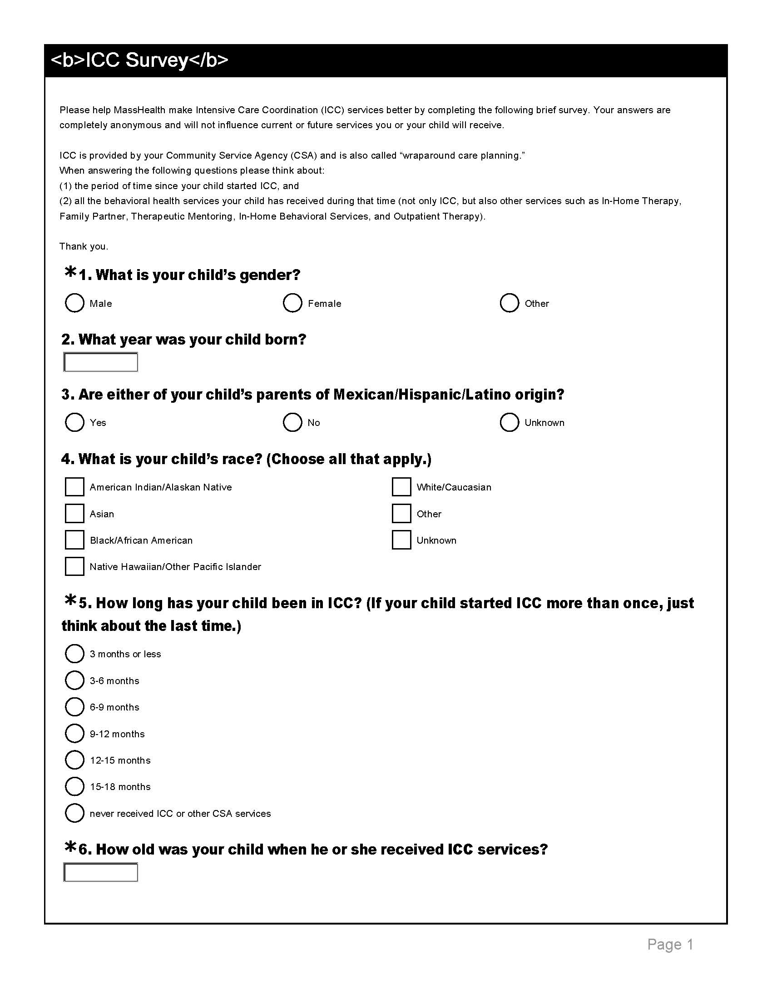 <b>ICC Survey</b>
Please help MassHealth make Intensive Care Coordination (ICC) services better by completing the following brief survey. Your answers are
completely anonymous and will not influence current or future services you or your child will receive.
ICC is provided by your Community Service Agency (CSA) and is also called “wraparound care planning.”
When answering the following questions please think about:
(1) the period of time since your child started ICC, and
(2) all the behavioral health services your child has received during that time (not only ICC, but also other services such as In-Home Therapy,
Family Partner, Therapeutic Mentoring, In-Home Behavioral Services, and Outpatient Therapy).
Thank you.
*1. What is your child’s gender?
Male Female Other
2. What year was your child born?
3. Are either of your child’s parents of Mexican/Hispanic/Latino origin?
Yes No Unknown
4. What is your child’s race? (Choose all that apply.)
American Indian/Alaskan Native White/Caucasian
Asian Other
Black/African American Unknown
Native Hawaiian/Other Pacific Islander
*5. How long has your child been in ICC? (If your child started ICC more than once, just
think about the last time.)
3 months or less
3-6 months
6-9 months
9-12 months
12-15 months
15-18 months
never received ICC or other CSA services
*6. How old was your child when he or she received ICC services?
Page 1